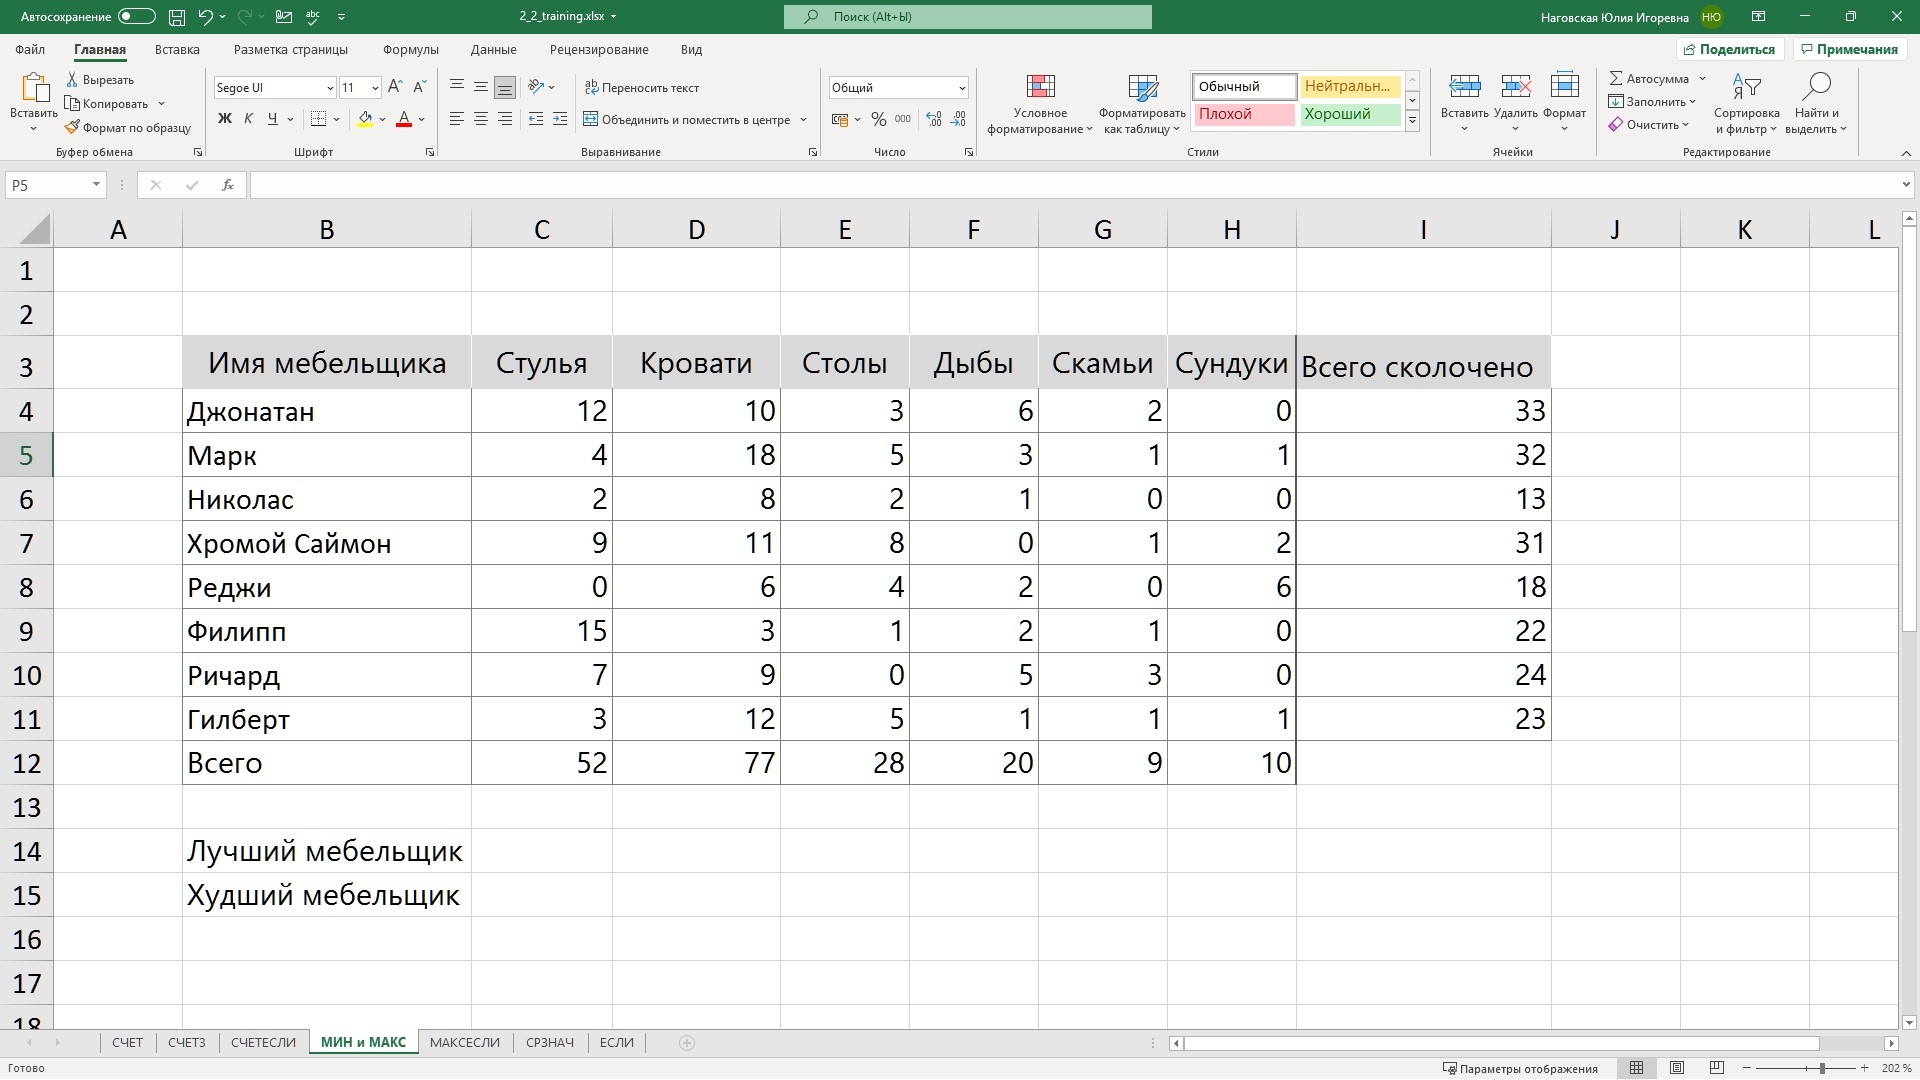 Автосохранение
2_2_training.xlsx
Поиск (Alt+Ы)
Наговская Юлия Игоревна НЮ
Файл Главная Вставка Разметка страницы Формулы Данные Рецензирование Вид Поделиться Примечания
Вставить
Вырезать
Копировать
Формат по образцу
Буфер обмена
Segoe UI 11
Ж К Ч
Шрифт
Переносить текст
Объединить и поместить в центре
Выравнивание
Общий
% 000
Число
Условное форматирование
Форматировать как таблицу
Обычный Нейтральн...
Плохой Хороший
Стили
Вставить Удалить Формат
Ячейки
Автосумма
Заполнить
Очистить
Сортировка и фильтр
Найти и выделить
Редактирование
P5 fx
A B C D E F G H I J K L
1
2
3 Имя мебельщика Стулья Кровати Столы Дыбы Скамьи Сундуки Всего сколочено
4 Джонатан 12 10 3 6 2 0 33
5 Марк 4 18 5 3 1 1 32
6 Николас 2 8 2 1 0 0 13
7 Хромой Саймон 9 11 8 0 1 2 31
8 Реджи 0 6 4 2 0 6 18
9 Филипп 15 3 1 2 1 0 22
10 Ричард 7 9 0 5 3 0 24
11 Гилберт 3 12 5 1 1 1 23
12 Всего 52 77 28 20 9 10
13
14 Лучший мебельщик
15 Худший мебельщик
16
17
18
СЧЕТ СЧЕТЗ СЧЕТЕСЛИ МИН и МАКС МАКСЕСЛИ СРЗНАЧ ЕСЛИ
Готово Параметры отображения 202 %